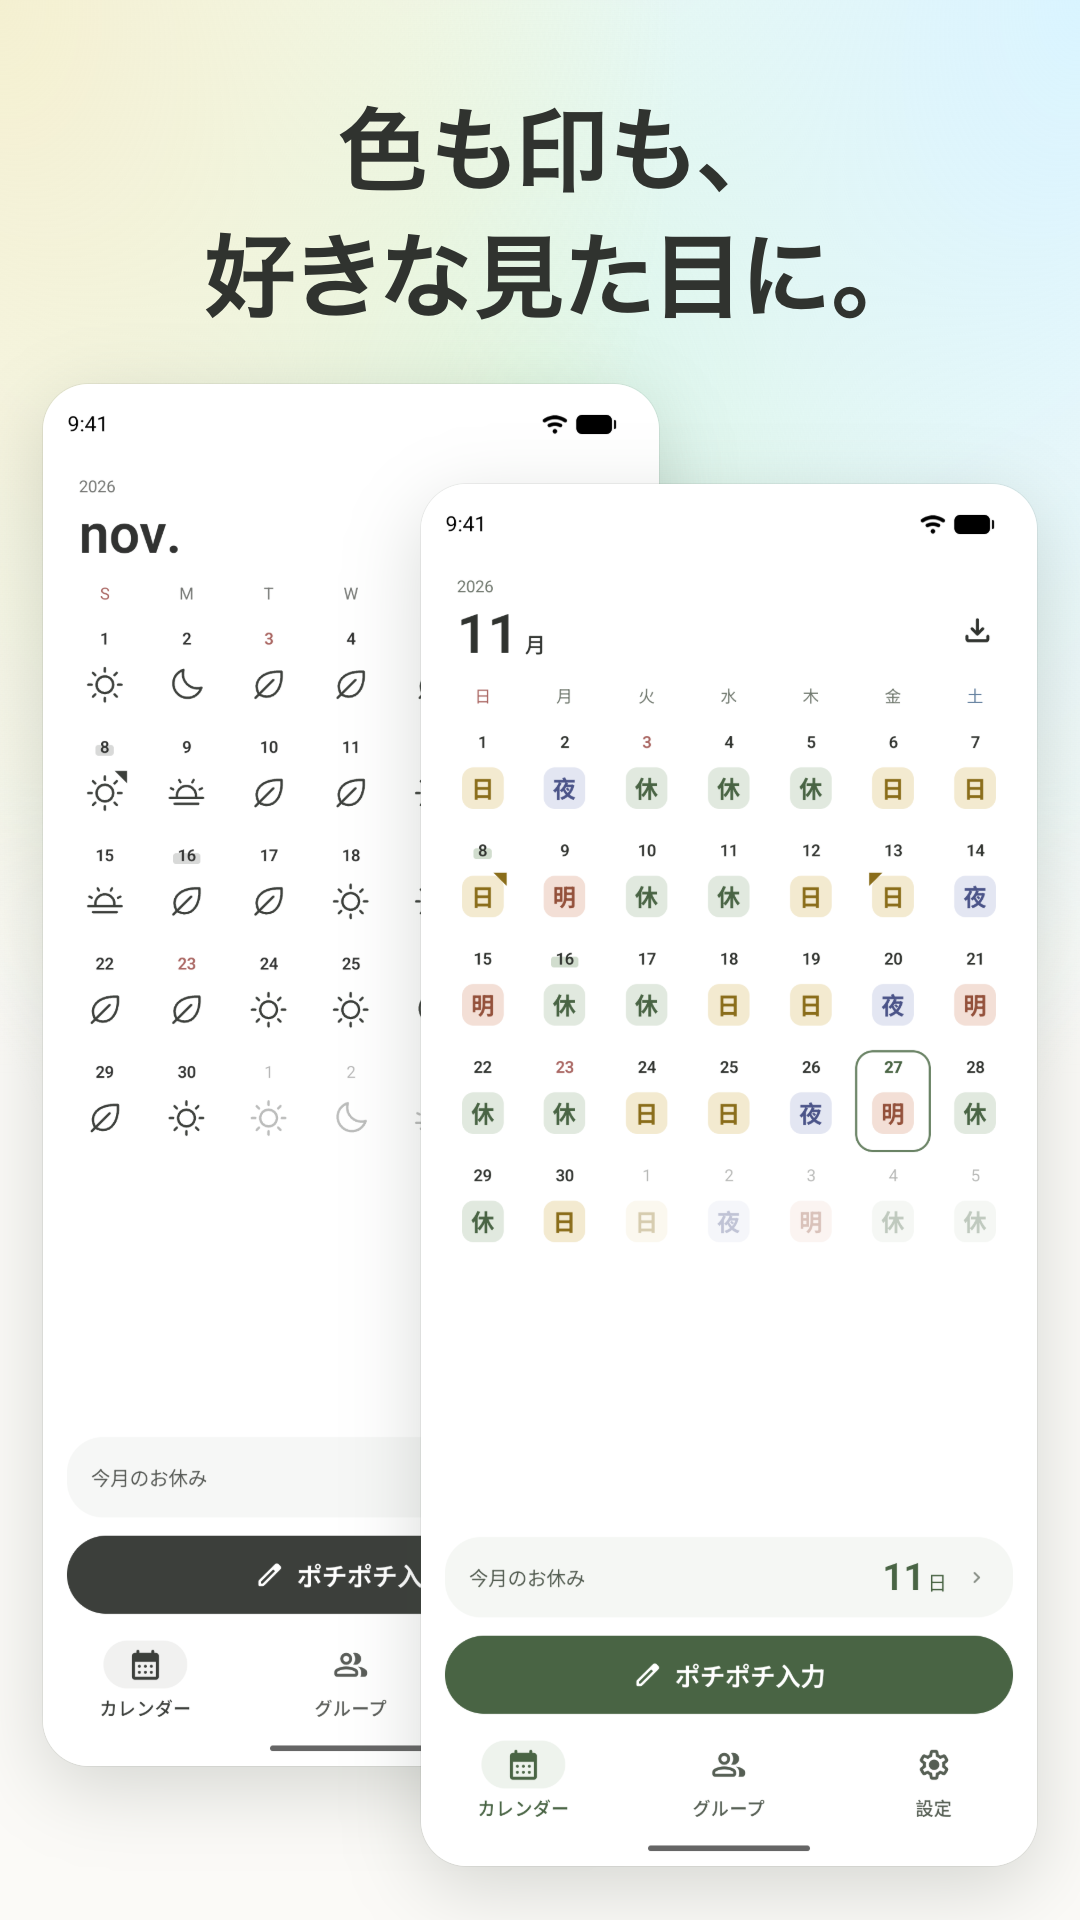 色も印も、
好きな見た目に。
9:41
2026
nov.
S M T W
1 2 3 4
8 9 10 11
15 16 17 18
22 23 24 25
29 30 1 2
今月のお休み
ポチポチ入
カレンダー グループ
9:41
2026
11 月
日 月 火 水 木 金 土
1 2 3 4 5 6 7
日 夜 休 休 休 日 日
8 9 10 11 12 13 14
日 明 休 休 日 日 夜
15 16 17 18 19 20 21
明 休 休 日 日 夜 明
22 23 24 25 26 27 28
休 休 日 日 夜 明 休
29 30 1 2 3 4 5
休 日 日 夜 明 休 休
今月のお休み 11 日
ポチポチ入力
カレンダー グループ 設定